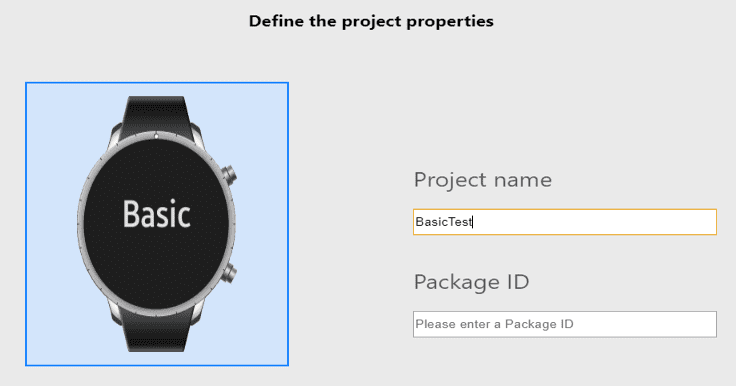 Define the project properties
Basic
Project name
BasicTest
Package ID
Please enter a Package ID